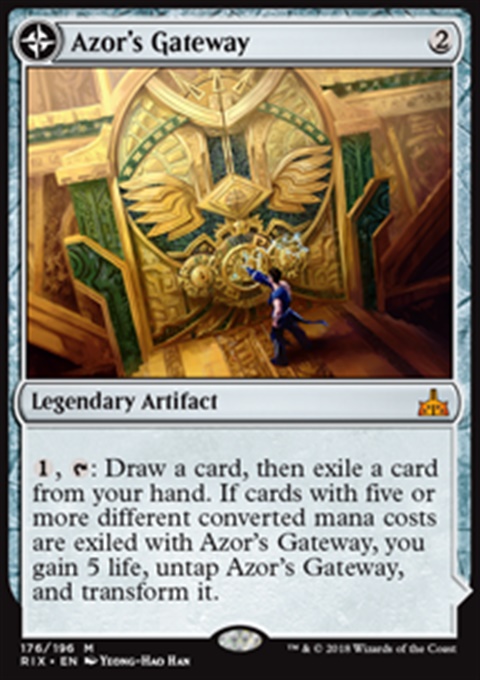 Azor's Gateway 2
Legendary Artifact
1, : Draw a card, then exile a card
from your hand. If cards with five or
more different converted mana costs
are exiled with Azor's Gateway, you
gain 5 life, untap Azor's Gateway,
and transform it.
176/196 M
RIX • EN Yeong-Hao Han
™ & © 2018 Wizards of the Coast